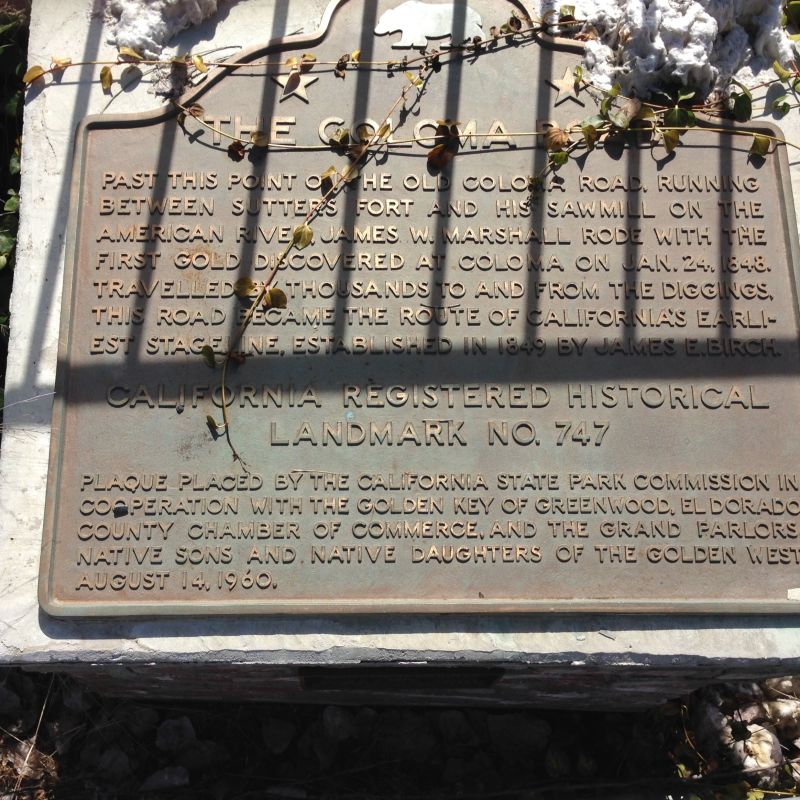 THE COLOMA ROAD
PAST THIS POINT ON THE OLD COLOMA ROAD, RUNNING
BETWEEN SUTTERS FORT AND HIS SAWMILL ON THE
AMERICAN RIVER, JAMES W. MARSHALL RODE WITH THE
FIRST GOLD DISCOVERED AT COLOMA ON JAN. 24, 1848.
TRAVELLED BY THOUSANDS TO AND FROM THE DIGGINGS,
THIS ROAD BECAME THE ROUTE OF CALIFORNIA'S EARLI-
EST STAGELINE, ESTABLISHED IN 1849 BY JAMES E. BIRCH.
CALIFORNIA REGISTERED HISTORICAL
LANDMARK NO. 747
PLAQUE PLACED BY THE CALIFORNIA STATE PARK COMMISSION IN
COOPERATION WITH THE GOLDEN KEY OF GREENWOOD, EL DORADO
COUNTY CHAMBER OF COMMERCE, AND THE GRAND PARLORS
NATIVE SONS AND NATIVE DAUGHTERS OF THE GOLDEN WEST
AUGUST 14, 1960.